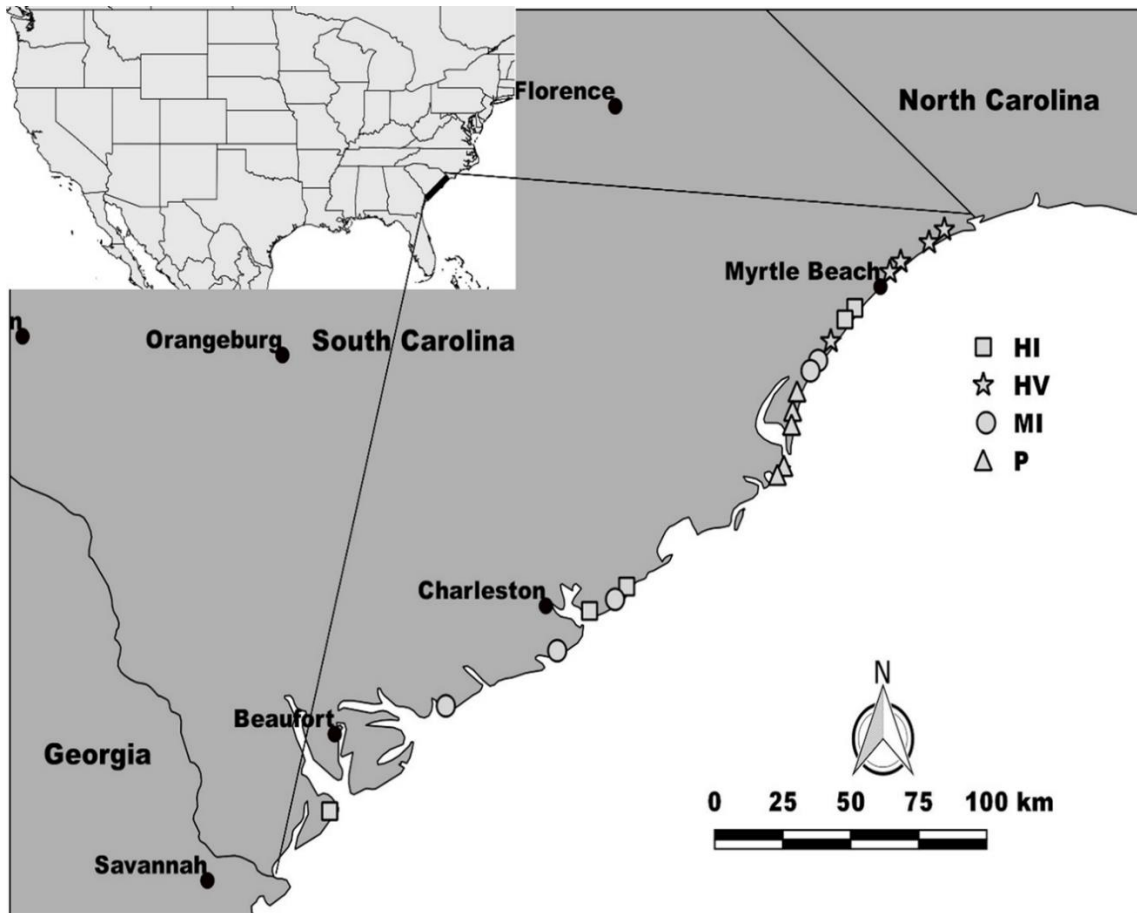 Florence
North Carolina
Myrtle Beach
n
Orangeburg
South Carolina
HI
HV
MI
P
Charleston
Beaufort
Georgia
N
0 25 50 75 100 km
Savannah